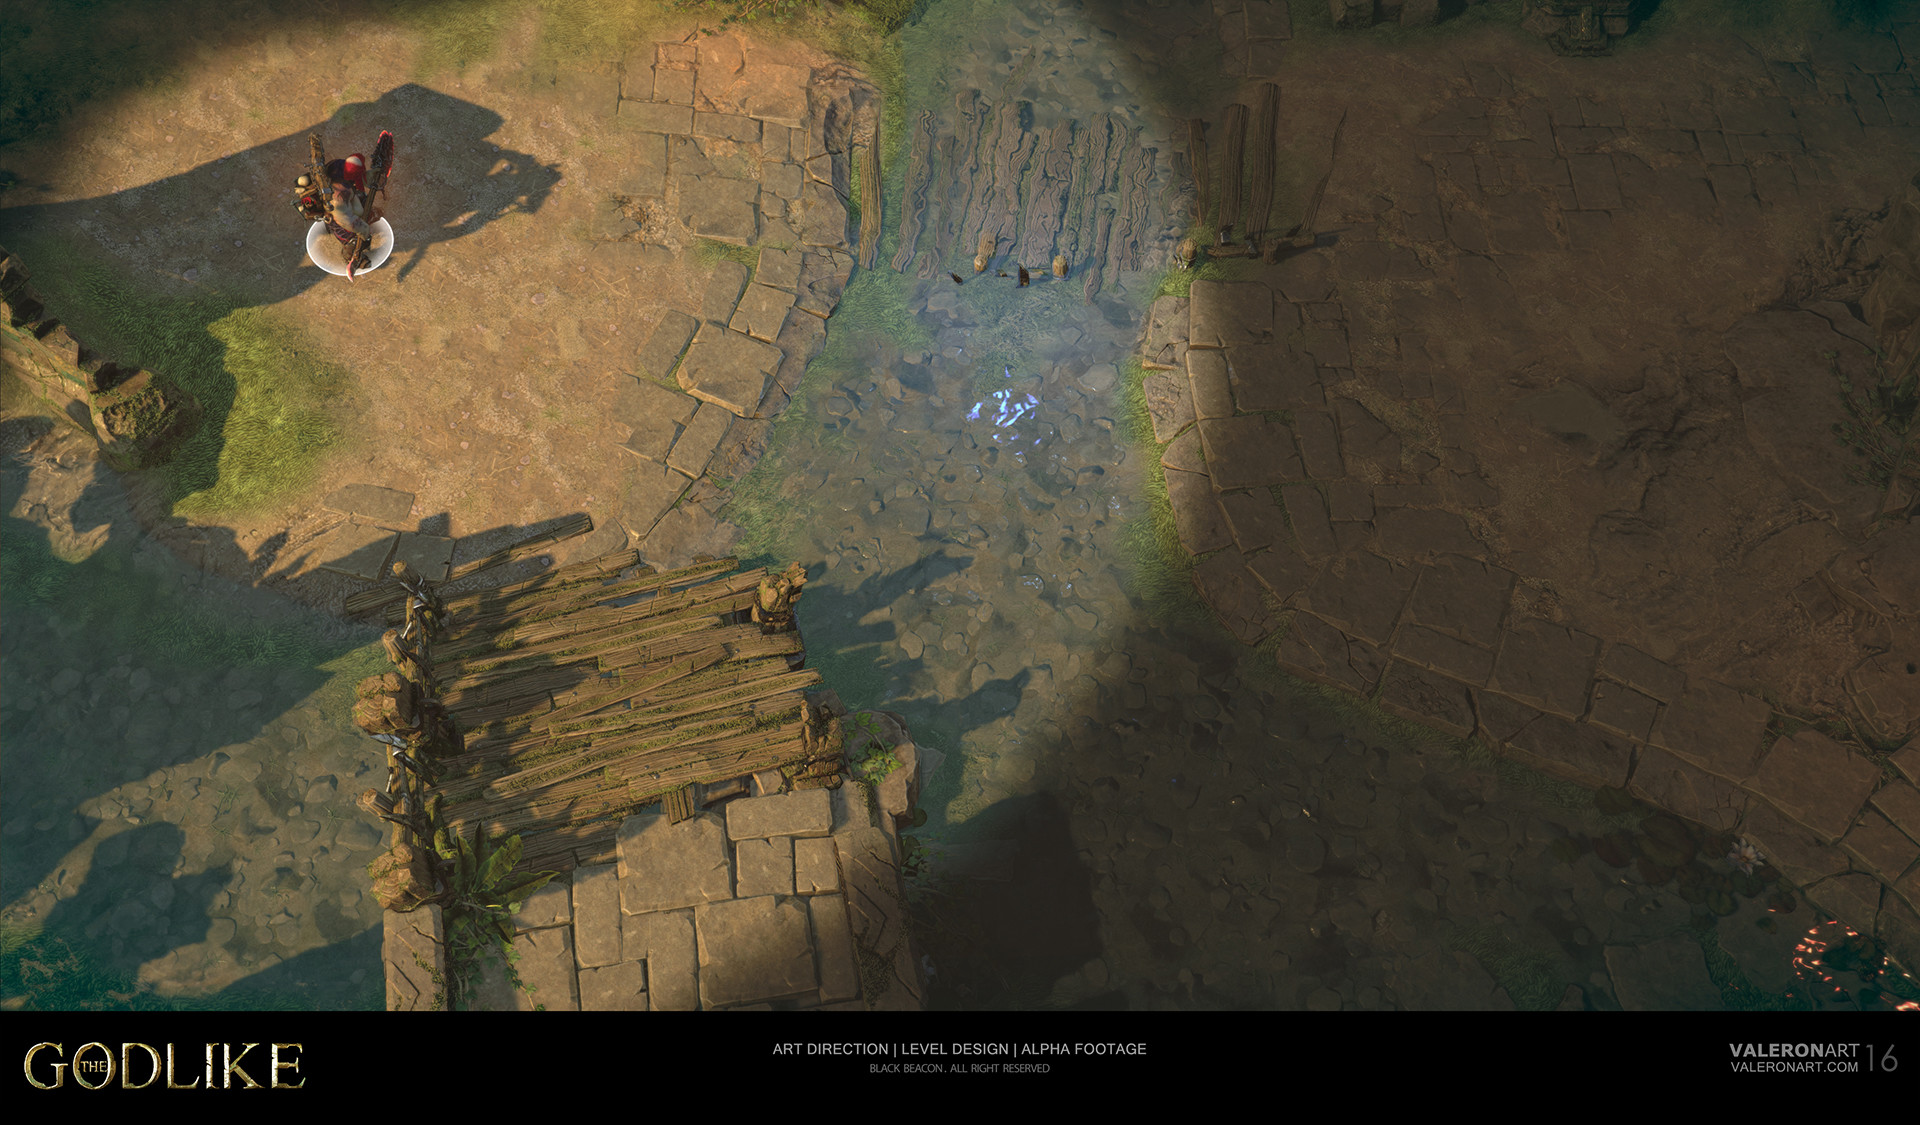 THE GODLIKE
ART DIRECTION | LEVEL DESIGN | ALPHA FOOTAGE
BLACK BEACON. ALL RIGHT RESERVED
VALERONART 16
VALERONART.COM